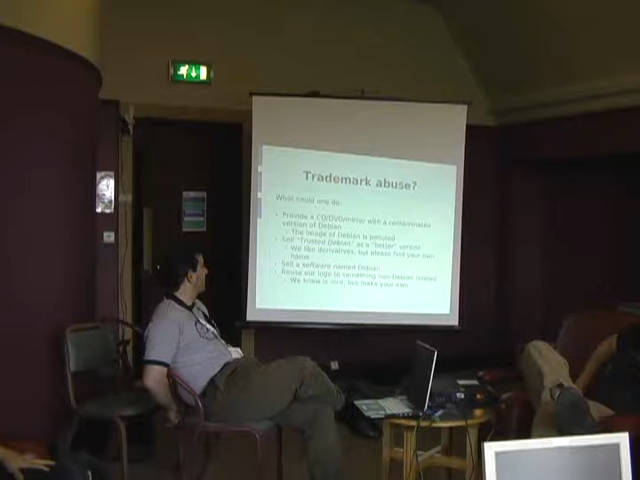 Trademark abuse?
What could one do:
- Provide a CD/DVD/mirror with a contaminated
version of Debian
- The image of Debian is polluted
- Sell "Trusted Debian" as a "better" version
- We like derivatives, but please find your own
name
- Sell a software named Debian
- Reuse our logo to something non-Debian related
- We know is nice, but make your own